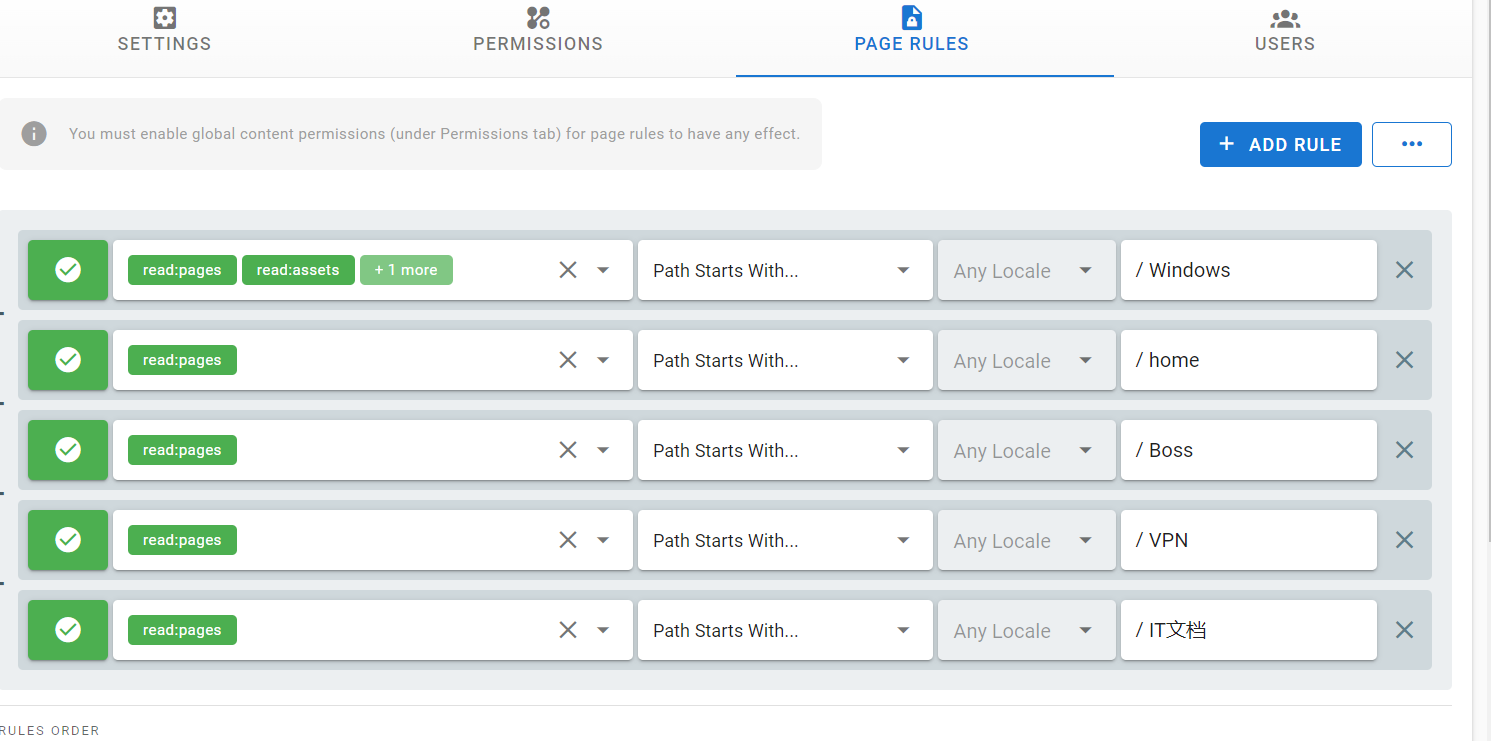 SETTINGS PERMISSIONS PAGE RULES USERS
You must enable global content permissions (under Permissions tab) for page rules to have any effect.
+ ADD RULE ...
read:pages read:assets + 1 more Path Starts With... Any Locale / Windows
read:pages Path Starts With... Any Locale / home
read:pages Path Starts With... Any Locale / Boss
read:pages Path Starts With... Any Locale / VPN
read:pages Path Starts With... Any Locale / IT文档
RULES ORDER